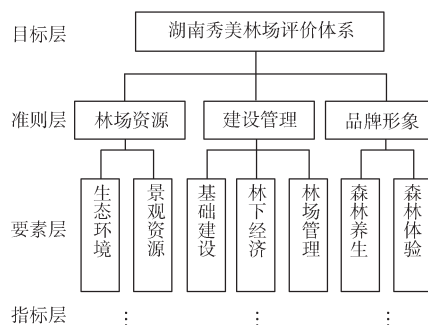 目标层
湖南秀美林场评价体系
准则层
林场资源
建设管理
品牌形象
要素层
生态环境
景观资源
基础建设
林下经济
林场管理
森林养生
森林体验
指标层
⋮ ⋮ ⋮